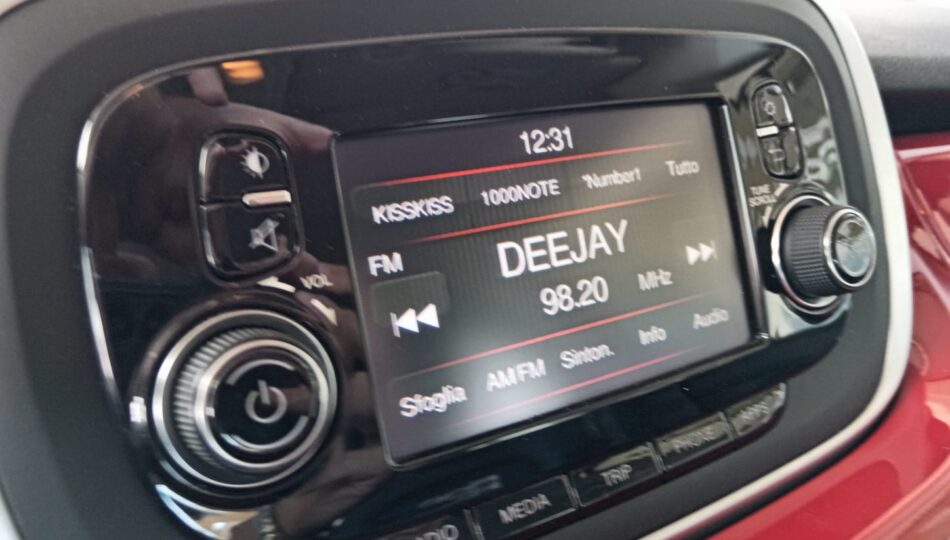 12:31
KISSKISS 1000NOTE *Number1 Tutto
FM
DEEJAY
98.20 MHz
Sfoglia AM FM Sinton. Info Audio
VOL
TUNE
SCROLL
MEDIA TRIP PHONE APPS